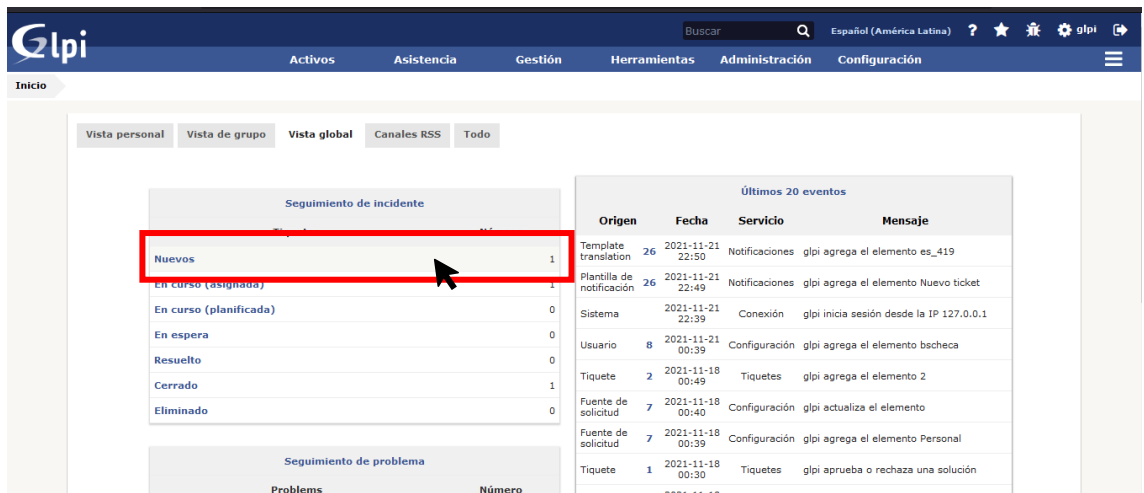 Glpi
Buscar
Español (América Latina)
?
glpi
Activos Asistencia Gestión Herramientas Administración Configuración
Inicio
Vista personal Vista de grupo Vista global Canales RSS Todo
Seguimiento de incidente
Nuevos 1
En curso (asignada) 1
En curso (planificada) 0
En espera 0
Resuelto 0
Cerrado 1
Eliminado 0
Seguimiento de problema
Problems Número
Últimos 20 eventos
Origen Fecha Servicio Mensaje
Template translation 26 2021-11-21 22:50 Notificaciones glpi agrega el elemento es_419
Plantilla de notificación 26 2021-11-21 22:49 Notificaciones glpi agrega el elemento Nuevo ticket
Sistema 2021-11-21 22:39 Conexión glpi inicia sesión desde la IP 127.0.0.1
Usuario 8 2021-11-21 00:39 Configuración glpi agrega el elemento bscheca
Tiquete 2 2021-11-18 00:49 Tiquetes glpi agrega el elemento 2
Fuente de solicitud 7 2021-11-18 00:40 Configuración glpi actualiza el elemento
Fuente de solicitud 7 2021-11-18 00:39 Configuración glpi agrega el elemento Personal
Tiquete 1 2021-11-18 00:30 Tiquetes glpi aprueba o rechaza una solución